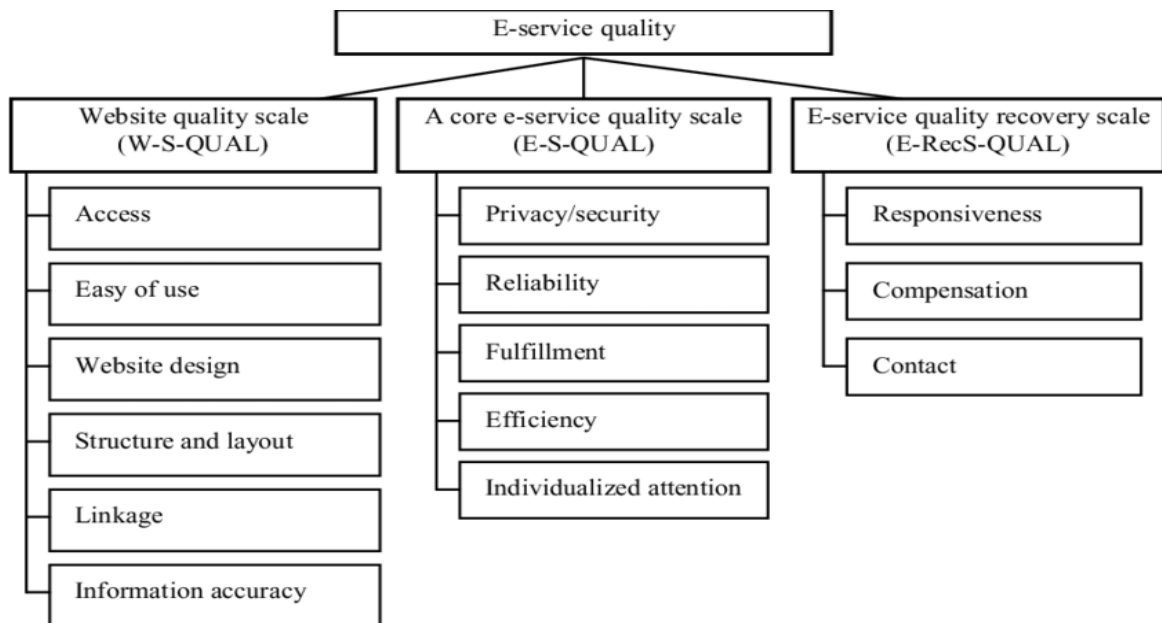 E-service quality
Website quality scale
(W-S-QUAL)
Access
Easy of use
Website design
Structure and layout
Linkage
Information accuracy
A core e-service quality scale
(E-S-QUAL)
Privacy/security
Reliability
Fulfillment
Efficiency
Individualized attention
E-service quality recovery scale
(E-RecS-QUAL)
Responsiveness
Compensation
Contact